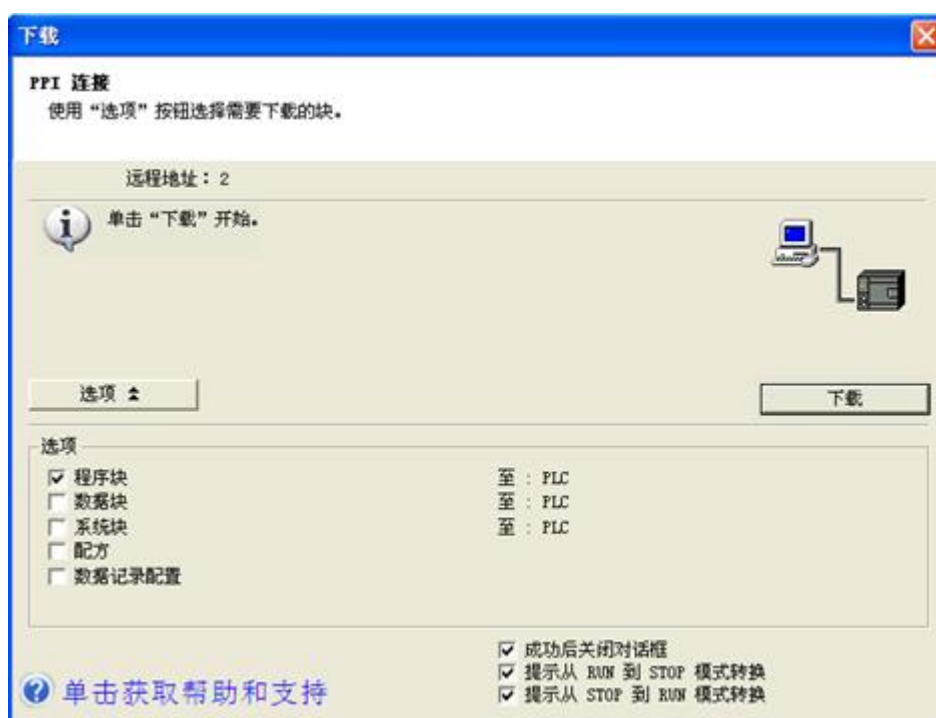 下载
PPI 连接
使用“选项”按钮选择需要下载的块。
远程地址：2
单击“下载”开始。
选项
下载
选项
程序块 至 : PLC
数据块 至 : PLC
系统块 至 : PLC
配方
数据记录配置
成功后关闭对话框
提示从 RUN 到 STOP 模式转换
提示从 STOP 到 RUN 模式转换
单击获取帮助和支持